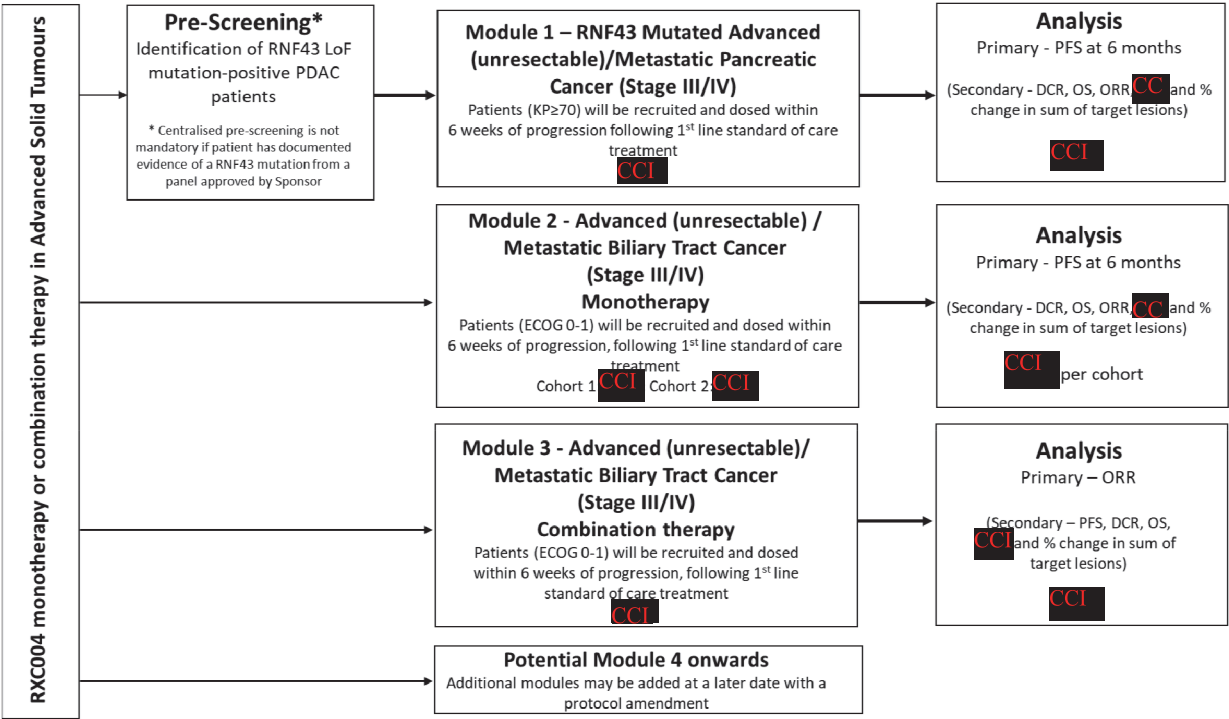 RXC004 monotherapy or combination therapy in Advanced Solid Tumours
Pre-Screening*
Identification of RNF43 LoF
mutation-positive PDAC
patients
* Centralised pre-screening is not
mandatory if patient has documented
evidence of a RNF43 mutation from a
panel approved by Sponsor
Module 1 – RNF43 Mutated Advanced
(unresectable)/Metastatic Pancreatic
Cancer (Stage III/IV)
Patients (KP≥70) will be recruited and dosed within
6 weeks of progression following 1st line standard of care
treatment
CCI
Analysis
Primary - PFS at 6 months
(Secondary - DCR, OS, ORR, CC and %
change in sum of target lesions)
CCI
Module 2 - Advanced (unresectable) /
Metastatic Biliary Tract Cancer
(Stage III/IV)
Monotherapy
Patients (ECOG 0-1) will be recruited and dosed within
6 weeks of progression, following 1st line standard of care
treatment
Cohort 1 CCI Cohort 2: CCI
Analysis
Primary - PFS at 6 months
(Secondary - DCR, OS, ORR, CC and %
change in sum of target lesions)
CCI per cohort
Module 3 - Advanced (unresectable)/
Metastatic Biliary Tract Cancer
(Stage III/IV)
Combination therapy
Patients (ECOG 0-1) will be recruited and dosed
within 6 weeks of progression, following 1st line
standard of care treatment
CCI
Analysis
Primary – ORR
(Secondary – PFS, DCR, OS,
CCI and % change in sum of
target lesions)
CCI
Potential Module 4 onwards
Additional modules may be added at a later date with a
protocol amendment